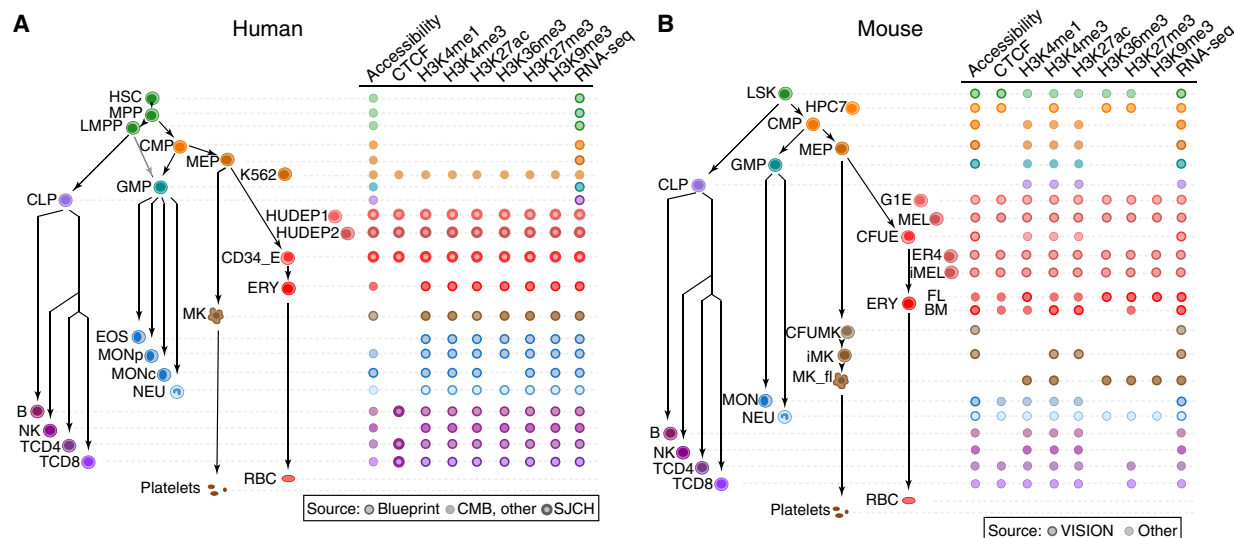 A
Human
Accessibility
CTCF
H3K4me1
H3K4me3
H3K27ac
H3K36me3
H3K27me3
H3K9me3
RNA-seq
HSC
MPP
LMPP
CMP
MEP
K562
GMP
CLP
HUDEP1
HUDEP2
CD34_E
ERY
MK
EOS
MONp
MONc
NEU
B
NK
TCD4
TCD8
RBC
Platelets
Source: Blueprint CMB, other SJCH
B
Mouse
Accessibility
CTCF
H3K4me1
H3K4me3
H3K27ac
H3K36me3
H3K27me3
H3K9me3
RNA-seq
LSK
HPC7
CMP
MEP
GMP
CLP
G1E
MEL
CFUE
ER4
iMEL
ERY FL
BM
CFUMK
iMK
MK_fl
MON
NEU
B
NK
TCD4
TCD8
RBC
Platelets
Source: VISION Other